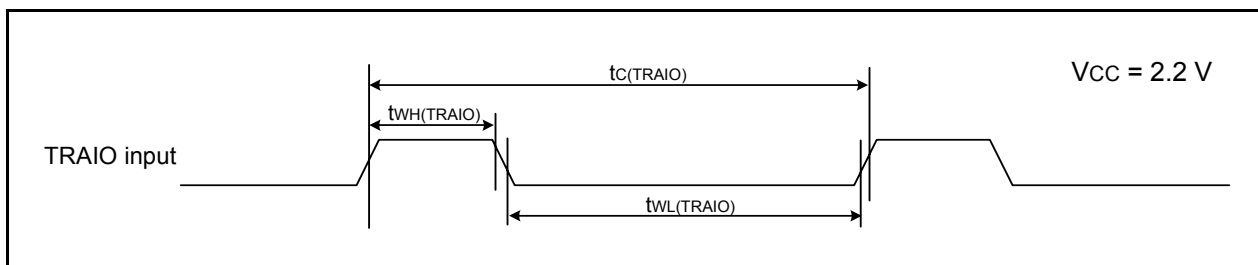 tC(TRAIO)
VCC = 2.2 V
tWH(TRAIO)
TRAIO input
tWL(TRAIO)